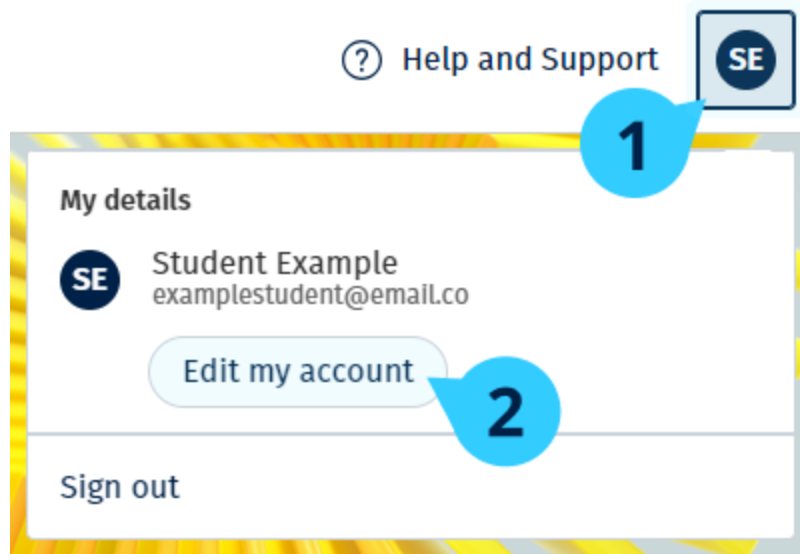 Help and Support
SE
1
My details
SE
Student Example
examplestudent@email.co
Edit my account
2
Sign out